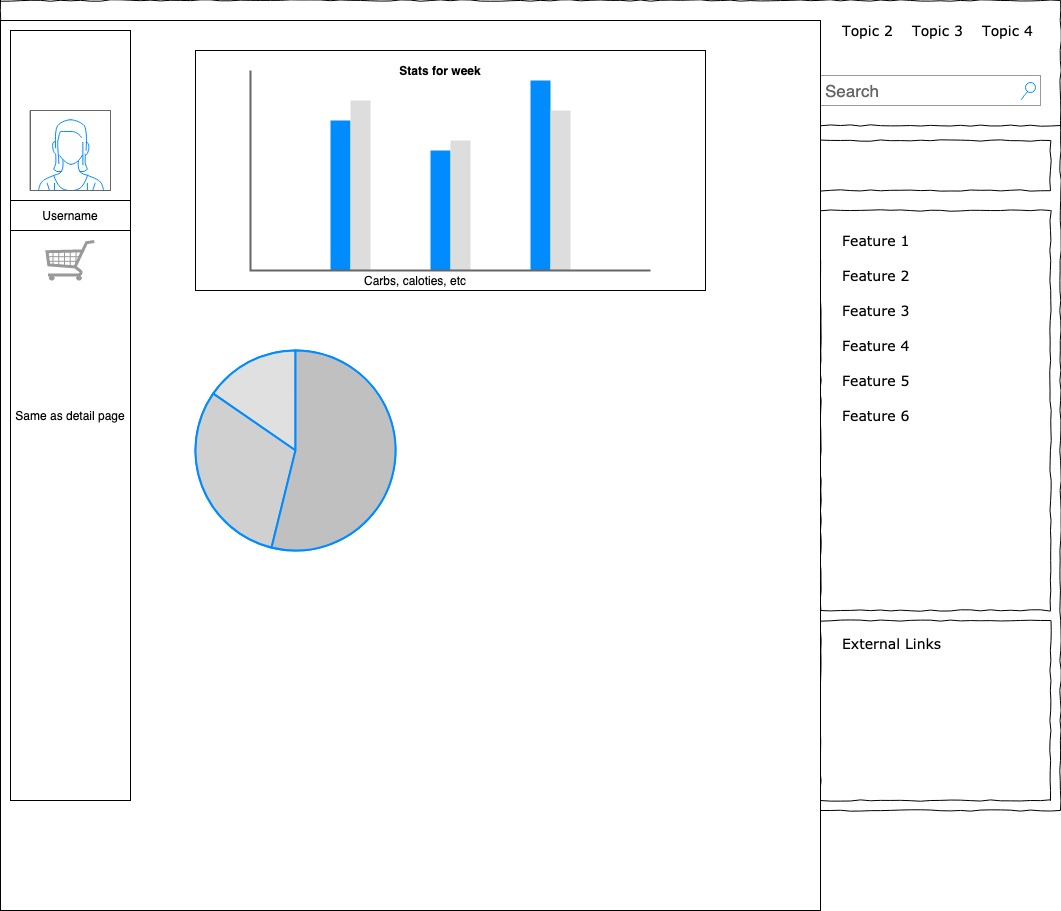 Topic 2 Topic 3 Topic 4
Search
Stats for week
Carbs, caloties, etc
Username
Same as detail page
Feature 1
Feature 2
Feature 3
Feature 4
Feature 5
Feature 6
External Links